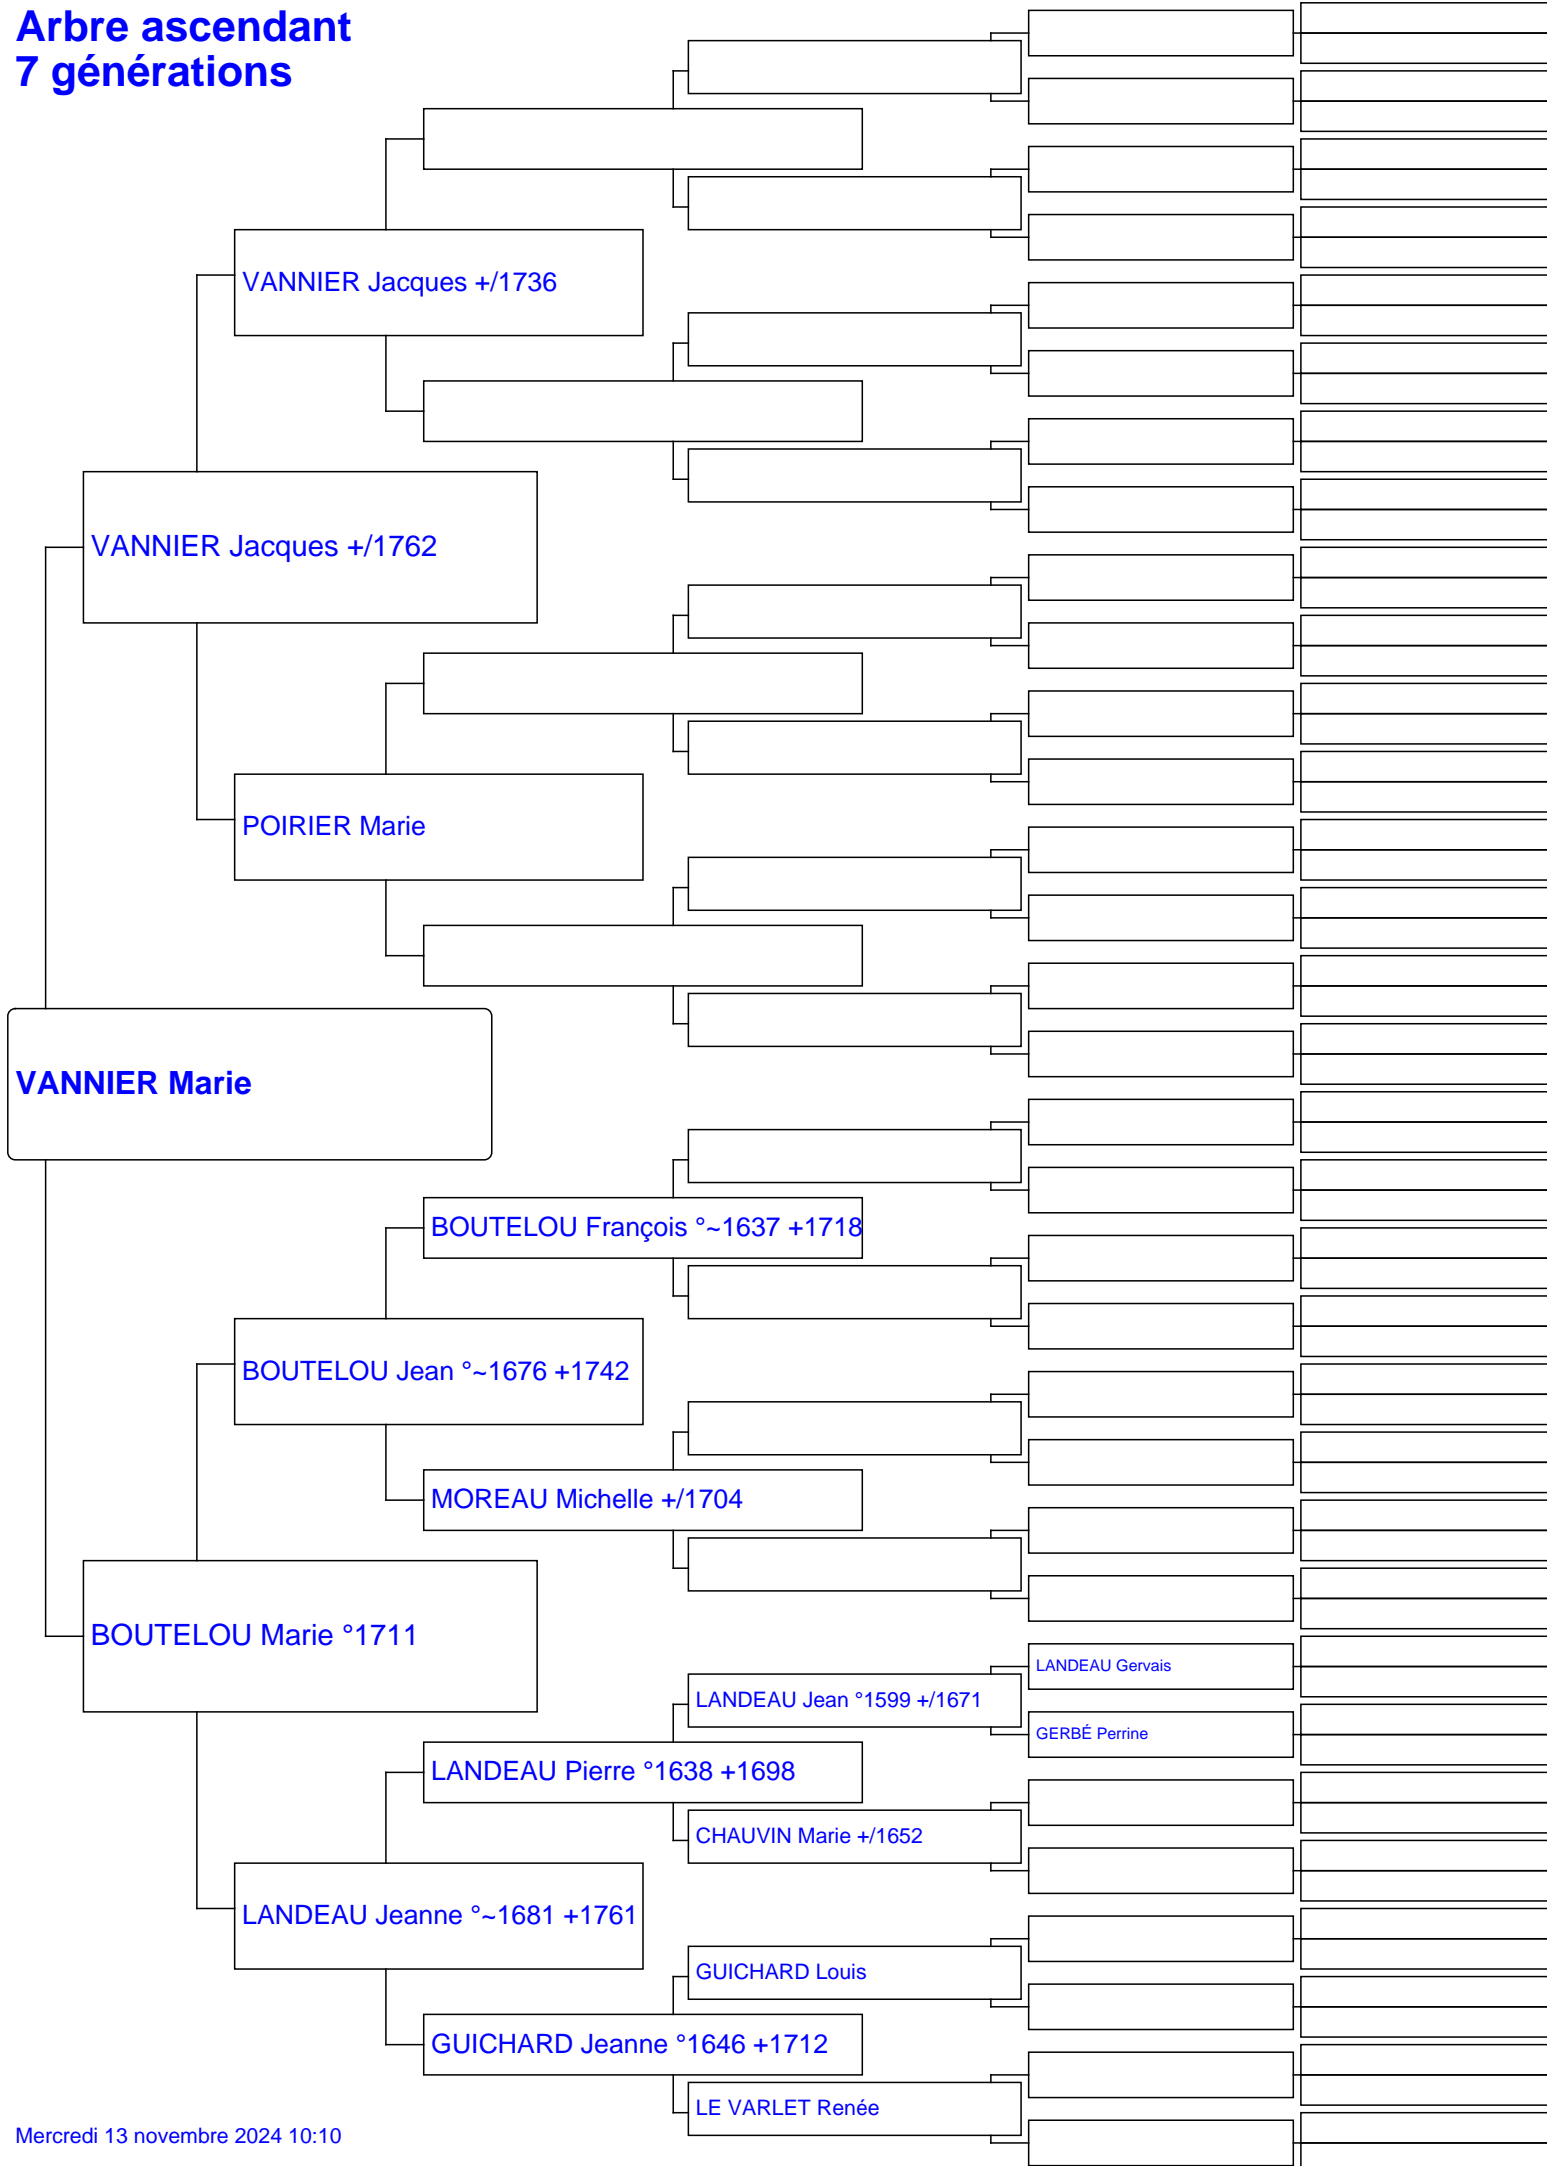 Arbre ascendant
7 générations
VANNIER Jacques +/1736
VANNIER Jacques +/1762
POIRIER Marie
VANNIER Marie
BOUTELOU François °~1637 +1718
BOUTELOU Jean °~1676 +1742
MOREAU Michelle +/1704
BOUTELOU Marie °1711
LANDEAU Gervais
LANDEAU Jean °1599 +/1671
GERBÉ Perrine
LANDEAU Pierre °1638 +1698
CHAUVIN Marie +/1652
LANDEAU Jeanne °~1681 +1761
GUICHARD Louis
GUICHARD Jeanne °1646 +1712
LE VARLET Renée
Mercredi 13 novembre 2024 10:10